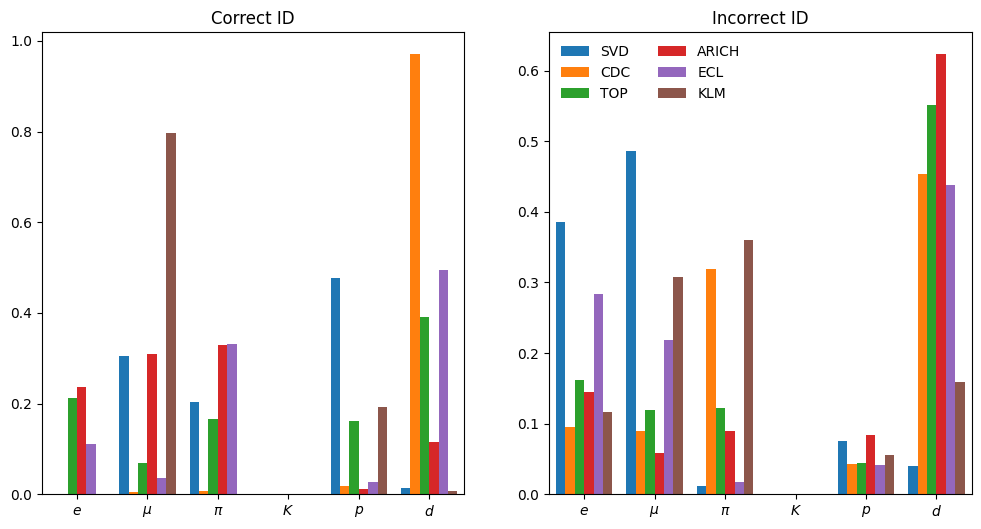 Correct ID
1.0
0.8
0.6
0.4
0.2
0.0
e μ π K p d
Incorrect ID
SVD ARICH
CDC ECL
TOP KLM
0.6
0.5
0.4
0.3
0.2
0.1
0.0
e μ π K p d